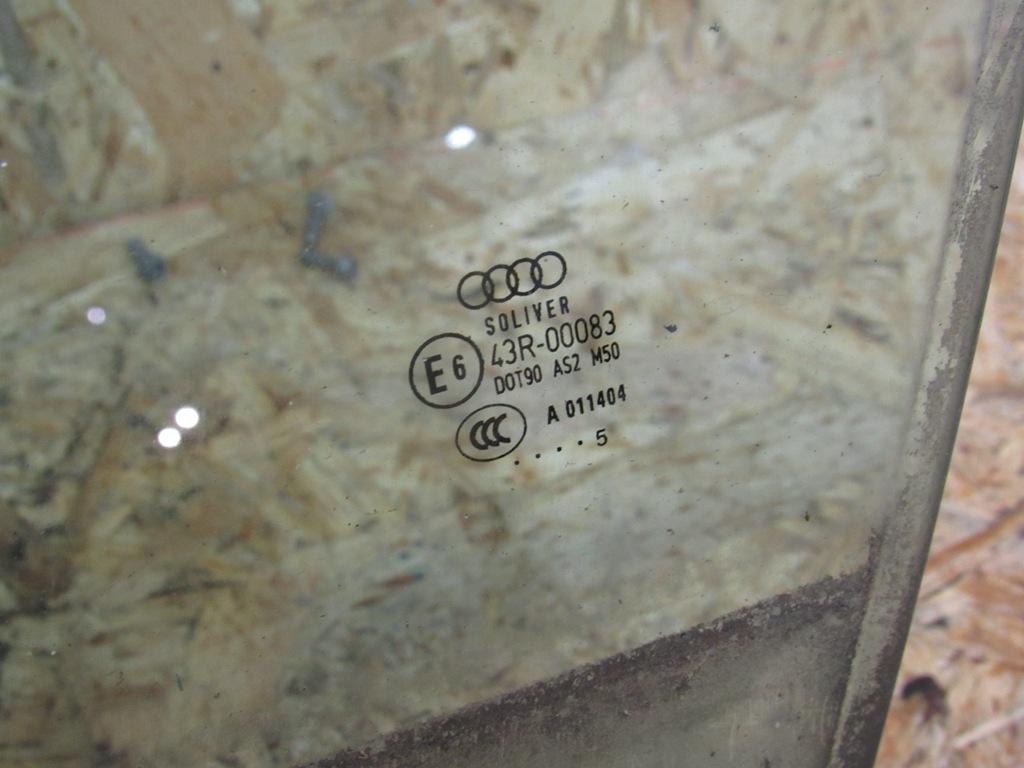 SOLIVER
E6 43R-00083
DOT90 AS2 M50
CCC A 011404
. . . . 5